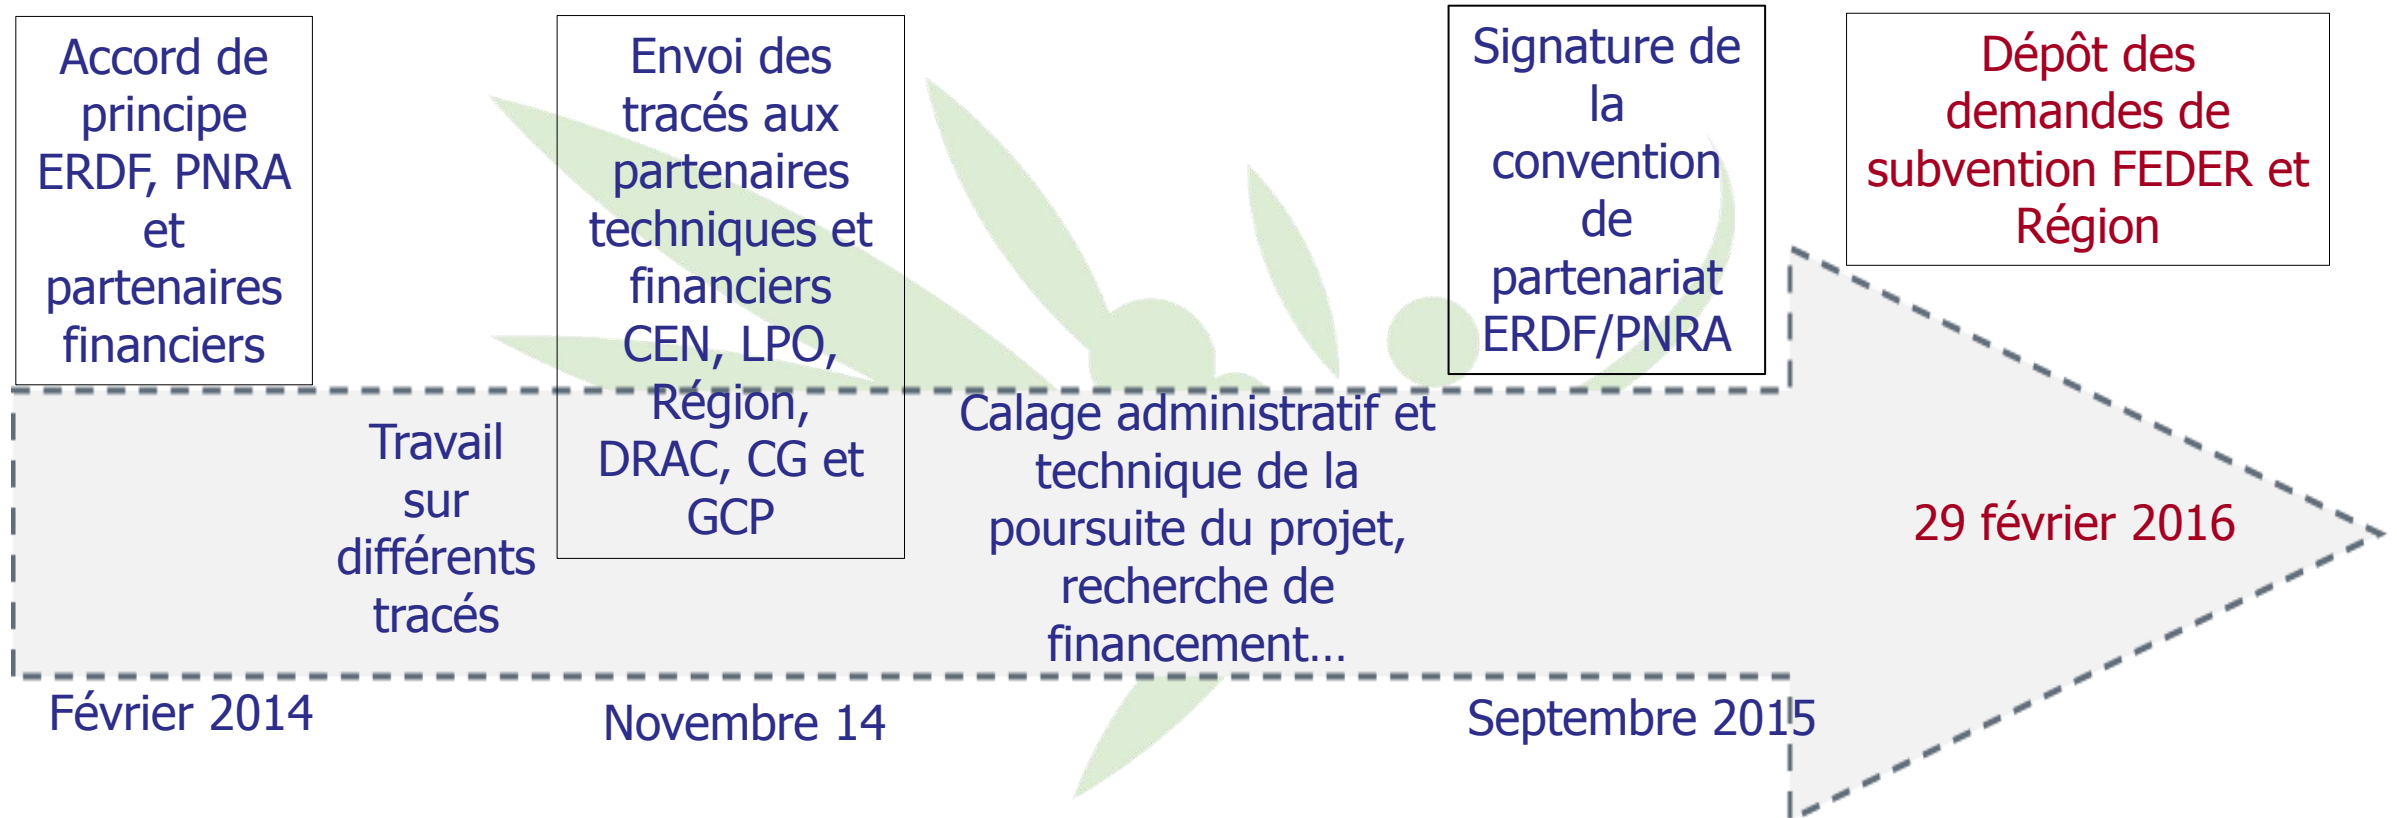 Accord de
principe
ERDF, PNRA
et
partenaires
financiers
Travail
sur
différents
tracés
Envoi des
tracés aux
partenaires
techniques et
financiers
CEN, LPO,
Région,
DRAC, CG et
GCP
Calage administratif et
technique de la
poursuite du projet,
recherche de
financement…
Signature de
la
convention
de
partenariat
ERDF/PNRA
Dépôt des
demandes de
subvention FEDER et
Région
29 février 2016
Février 2014
Novembre 14
Septembre 2015